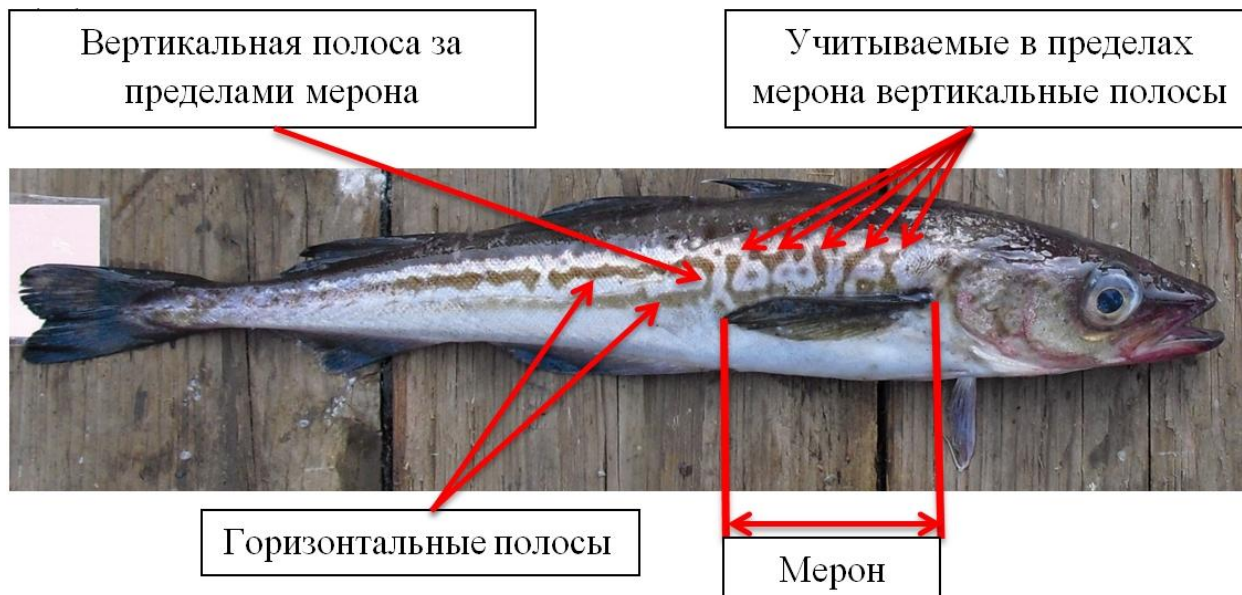 Вертикальная полоса за
пределами мерона
Учитываемые в пределах
мерона вертикальные полосы
Горизонтальные полосы
Мерон